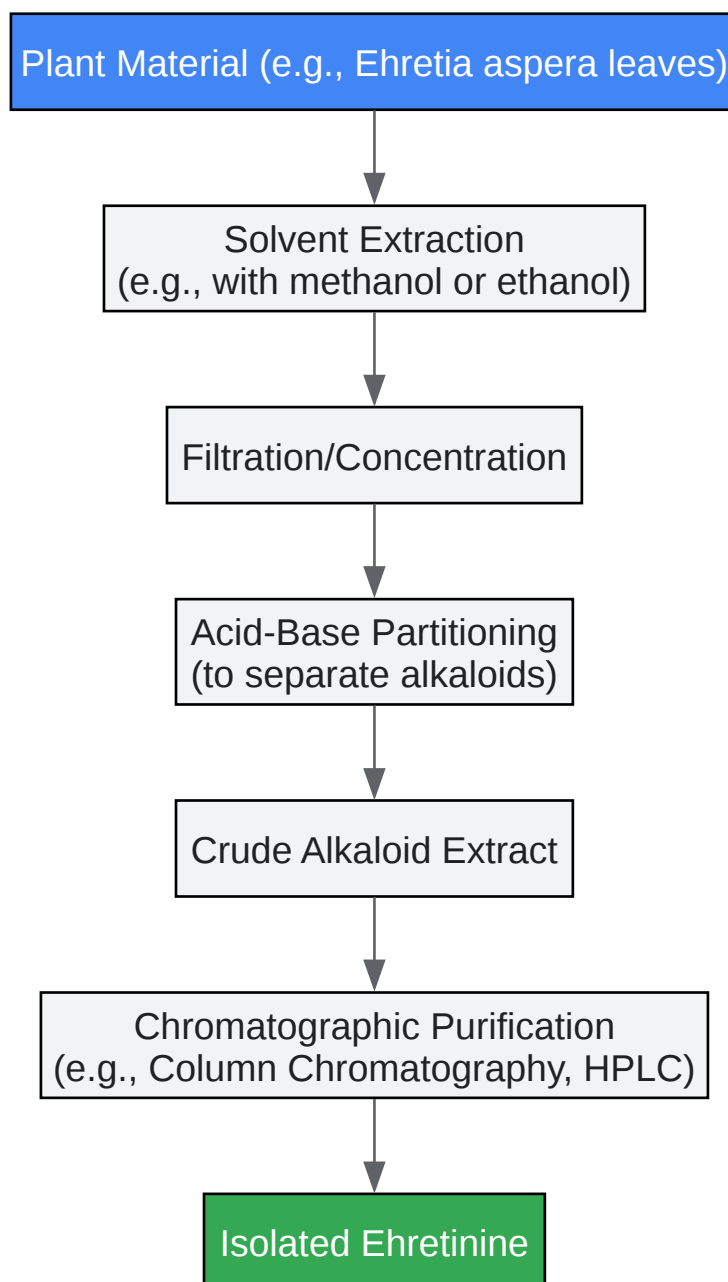 Plant Material (e.g., Ehretia aspera leaves)
Solvent Extraction
(e.g., with methanol or ethanol)
Filtration/Concentration
Acid-Base Partitioning
(to separate alkaloids)
Crude Alkaloid Extract
Chromatographic Purification
(e.g., Column Chromatography, HPLC)
Isolated Ehretinine